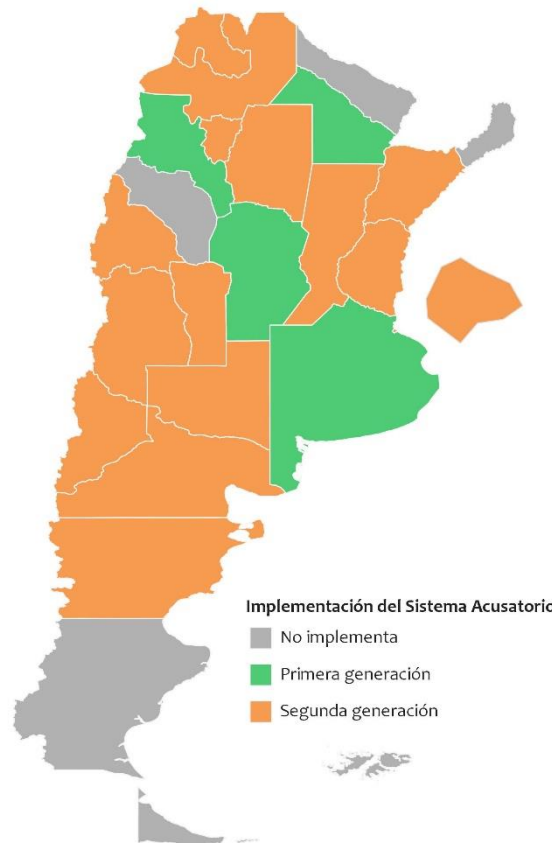 Implementación del Sistema Acusatorio
No implementa
Primera generación
Segunda generación